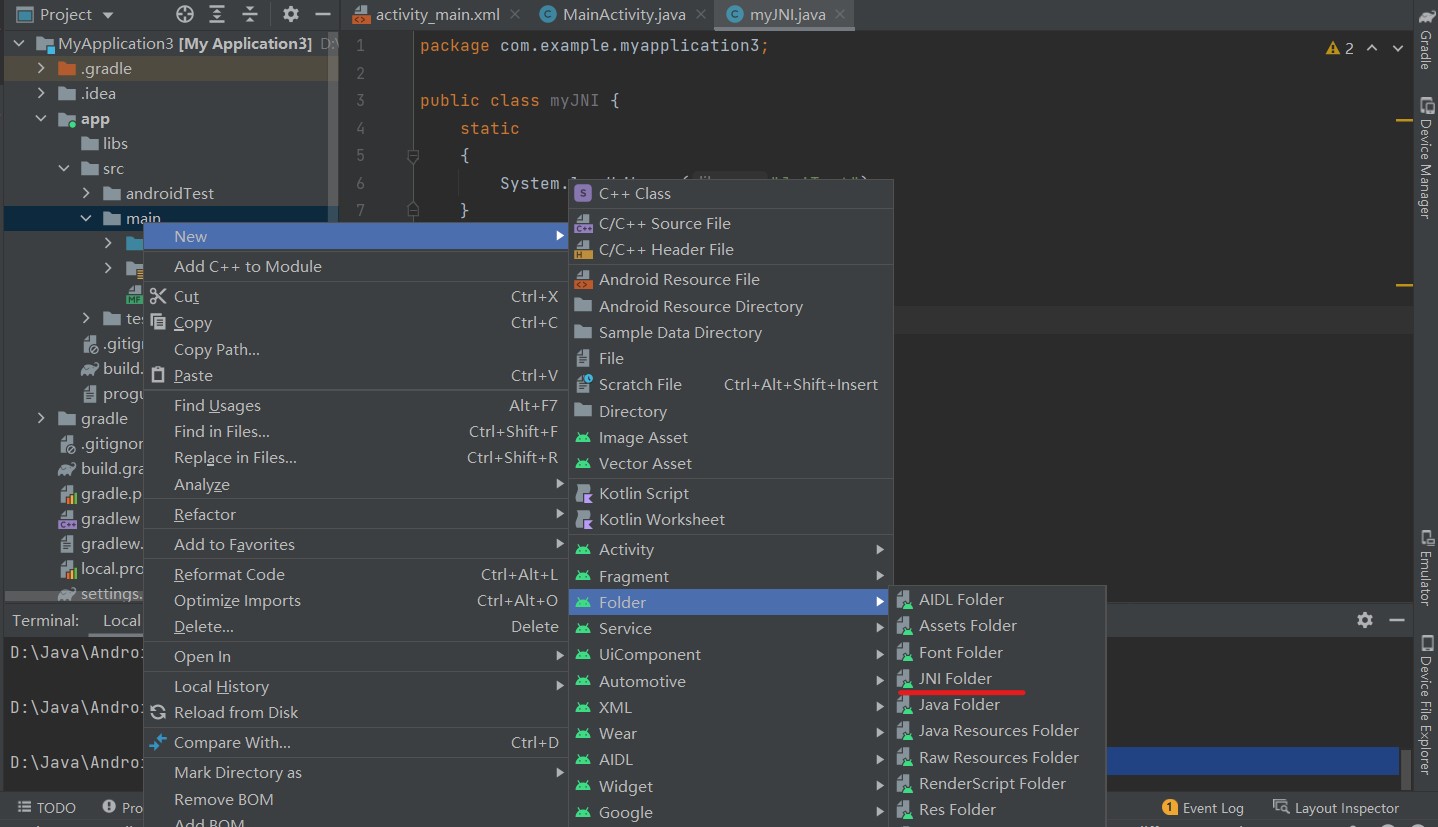 Project
activity_main.xml
MainActivity.java
myJNI.java
MyApplication3 [My Application3]
.gradle
.idea
app
libs
src
androidTest
main
.gitign
build.
progu
gradle
.gitignor
build.gra
gradle.p
gradlew
gradlew.
local.pro
settings.
1 package com.example.myapplication3;
2
3 public class myJNI {
4 static
5 {
6 System.
7 }
2
New
Add C++ to Module
Cut Ctrl+X
Copy Ctrl+C
Copy Path...
Paste Ctrl+V
Find Usages Alt+F7
Find in Files... Ctrl+Shift+F
Replace in Files... Ctrl+Shift+R
Analyze
Refactor
Add to Favorites
Reformat Code Ctrl+Alt+L
Optimize Imports Ctrl+Alt+O
Delete... Delete
Open In
Local History
Reload from Disk
Compare With... Ctrl+D
Mark Directory as
Remove BOM
Add BOM
C++ Class
C/C++ Source File
C/C++ Header File
Android Resource File
Android Resource Directory
Sample Data Directory
File
Scratch File Ctrl+Alt+Shift+Insert
Directory
Image Asset
Vector Asset
Kotlin Script
Kotlin Worksheet
Activity
Fragment
Folder
Service
UiComponent
Automotive
XML
Wear
AIDL
Widget
Google
AIDL Folder
Assets Folder
Font Folder
JNI Folder
Java Folder
Java Resources Folder
Raw Resources Folder
RenderScript Folder
Res Folder
Terminal: Local
D:\Java\Androi
D:\Java\Androi
D:\Java\Androi
TODO
Pro
1 Event Log
Layout Inspector
Gradle
Device Manager
Emulator
Device File Explorer